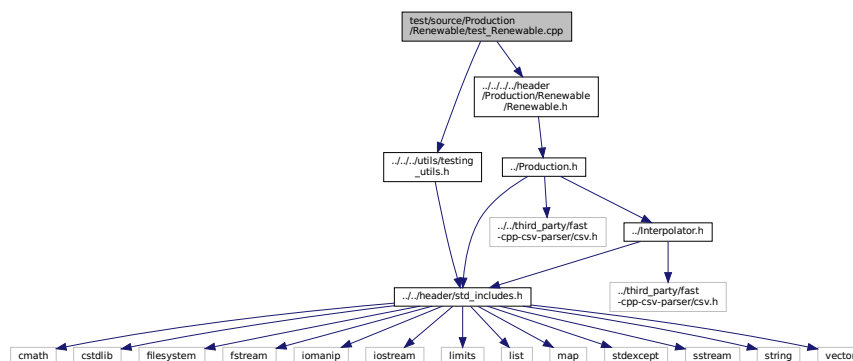 test/source/Production
/Renewable/test_Renewable.cpp
../../../../header
/Production/Renewable
/Renewable.h
../../../utils/testing
_utils.h
../Production.h
../../third_party/fast
-cpp-csv-parser/csv.h
../Interpolator.h
../third_party/fast
-cpp-csv-parser/csv.h
../../header/std_includes.h
cmath
cstdlib
filesystem
fstream
iomanip
iostream
limits
list
map
stdexcept
sstream
string
vector